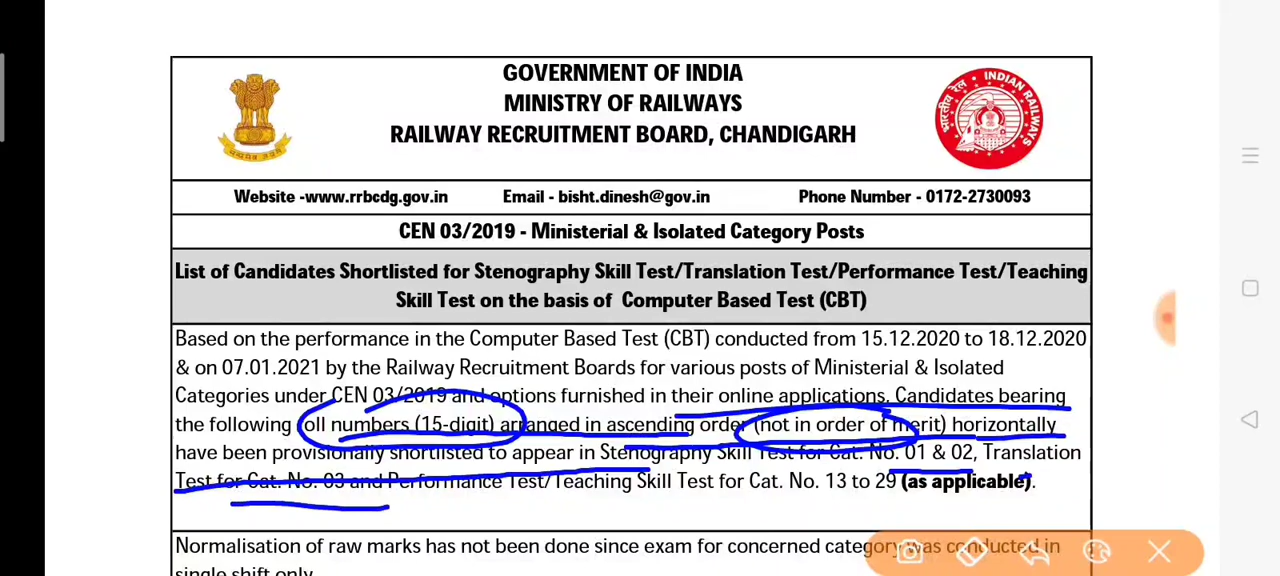 GOVERNMENT OF INDIA
MINISTRY OF RAILWAYS
RAILWAY RECRUITMENT BOARD, CHANDIGARH
भारतीय रेल INDIAN RAILWAYS
Website -www.rrbcdg.gov.in Email - bisht.dinesh@gov.in Phone Number - 0172-2730093
CEN 03/2019 - Ministerial & Isolated Category Posts
List of Candidates Shortlisted for Stenography Skill Test/Translation Test/Performance Test/Teaching
Skill Test on the basis of Computer Based Test (CBT)
Based on the performance in the Computer Based Test (CBT) conducted from 15.12.2020 to 18.12.2020
& on 07.01.2021 by the Railway Recruitment Boards for various posts of Ministerial & Isolated
Categories under CEN 03/2019 and options furnished in their online applications. Candidates bearing
the following roll numbers (15-digit) arranged in ascending order (not in order of merit) horizontally
have been provisionally shortlisted to appear in Stenography Skill Test for Cat. No. 01 & 02, Translation
Test for Cat. No. 03 and Performance Test/Teaching Skill Test for Cat. No. 13 to 29 (as applicable).
Normalisation of raw marks has not been done since exam for concerned category was conducted in
single shift only.